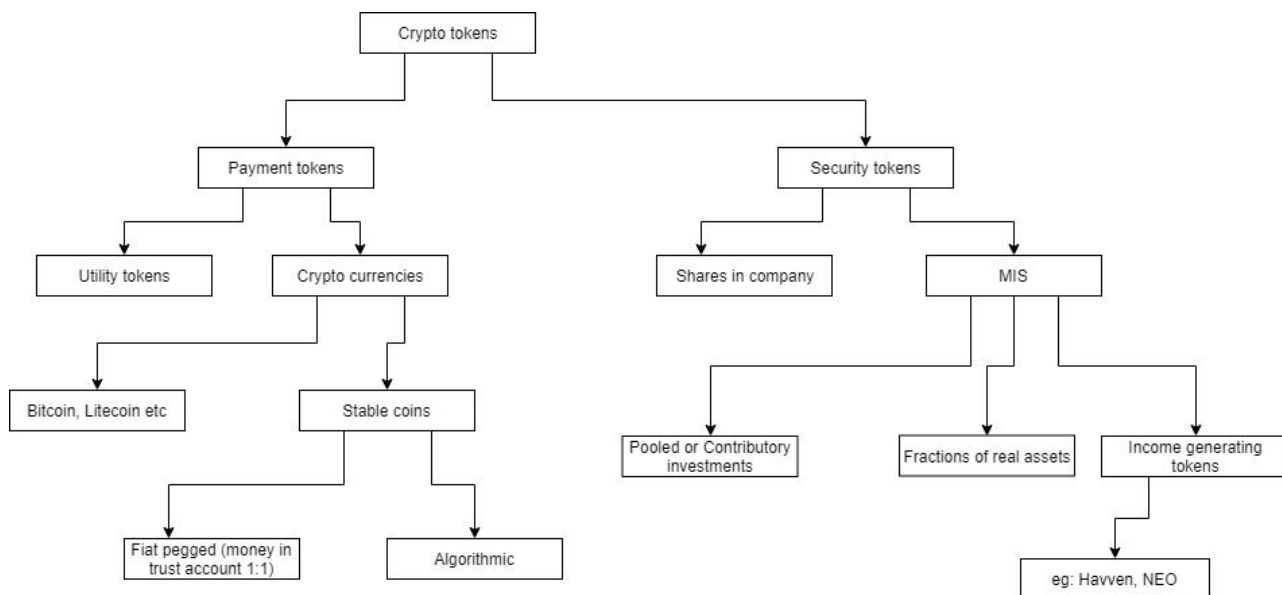 Crypto tokens
Payment tokens
Security tokens
Utility tokens
Crypto currencies
Shares in company
MIS
Bitcoin, Litecoin etc
Stable coins
Pooled or Contributory
investments
Fractions of real assets
Income generating
tokens
Fiat pegged (money in
trust account 1:1)
Algorithmic
eg: Havven, NEO